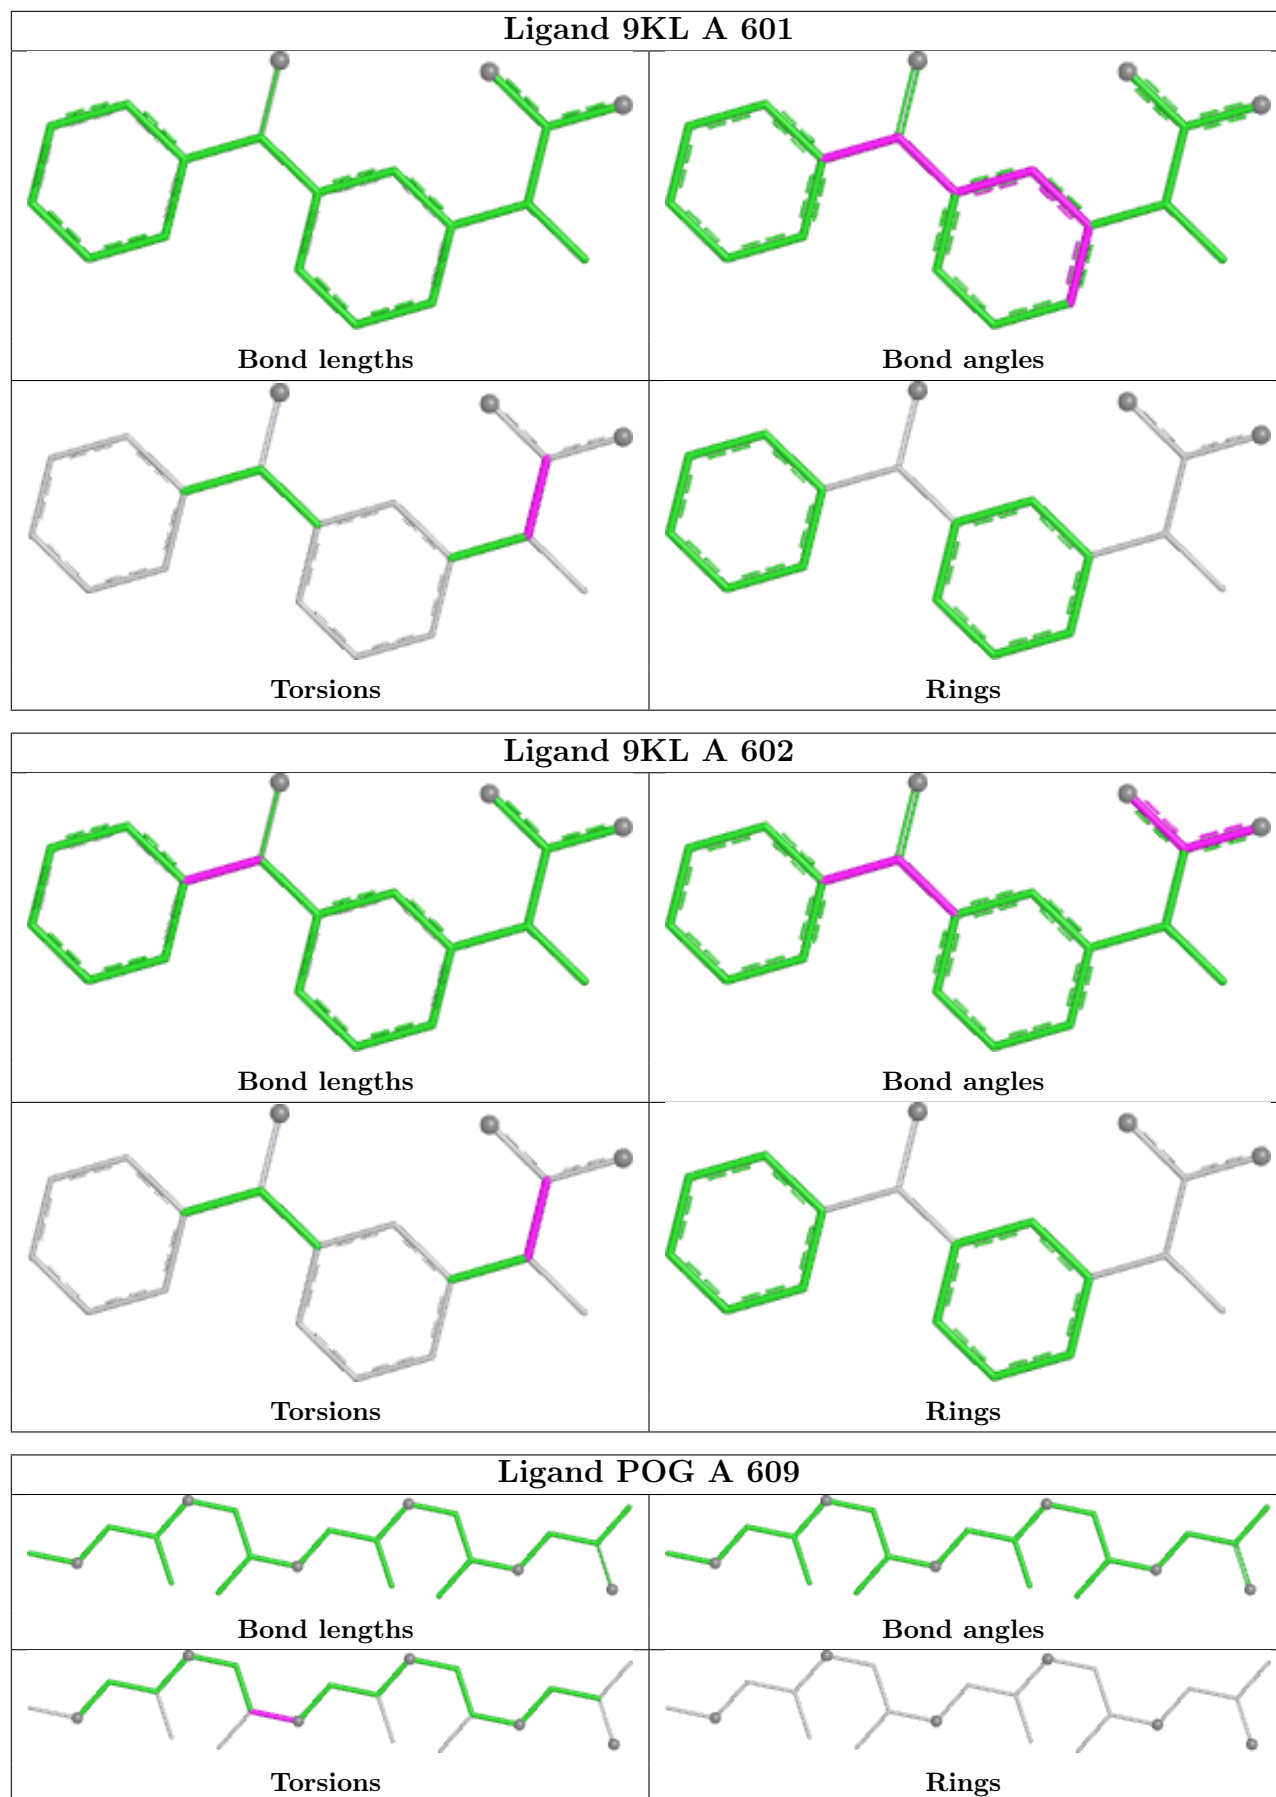 Ligand 9KL A 601
Bond lengths
Bond angles
Torsions
Rings
Ligand 9KL A 602
Bond lengths
Bond angles
Torsions
Rings
Ligand POG A 609
Bond lengths
Bond angles
Torsions
Rings